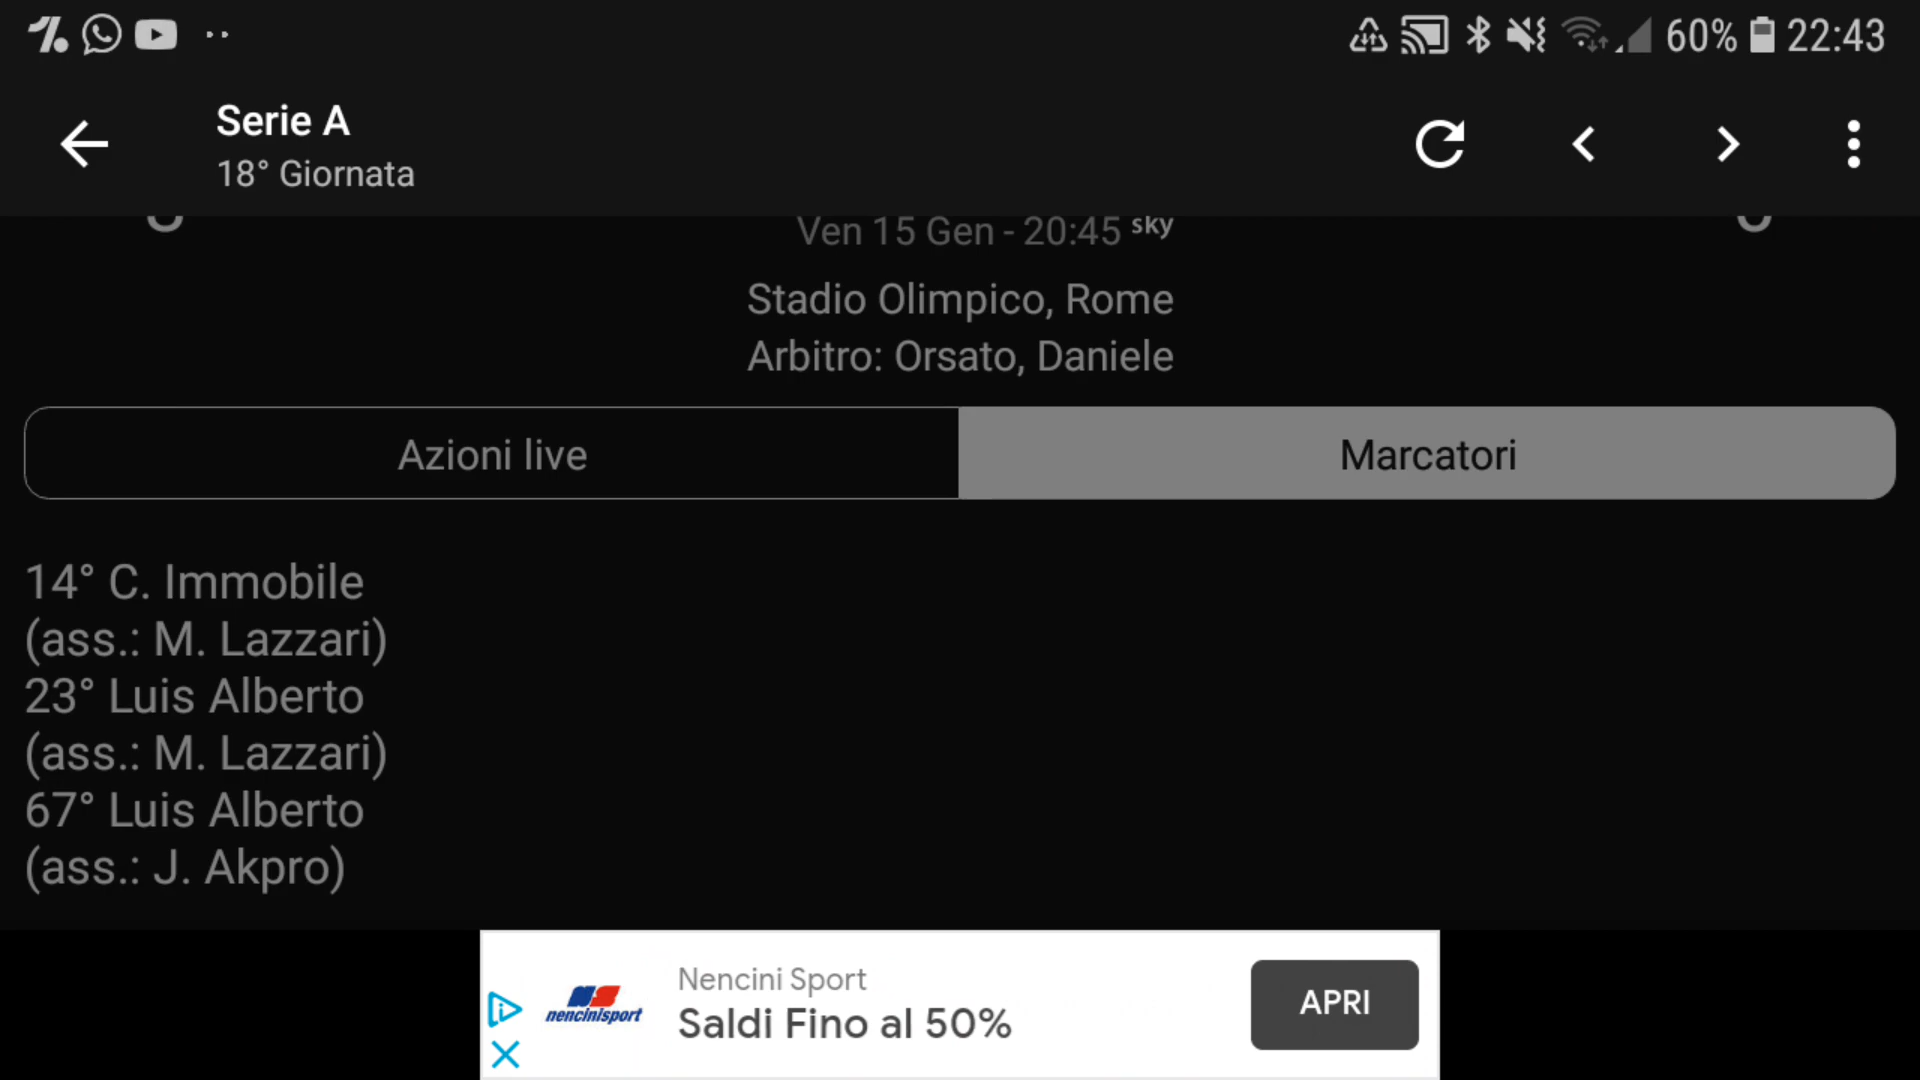 60% 22:43
Serie A
18° Giornata
Ven 15 Gen - 20:45 sky
Stadio Olimpico, Rome
Arbitro: Orsato, Daniele
Azioni live
Marcatori
14° C. Immobile
(ass.: M. Lazzari)
23° Luis Alberto
(ass.: M. Lazzari)
67° Luis Alberto
(ass.: J. Akpro)
Nencini Sport
nencinisport
Saldi Fino al 50%
APRI